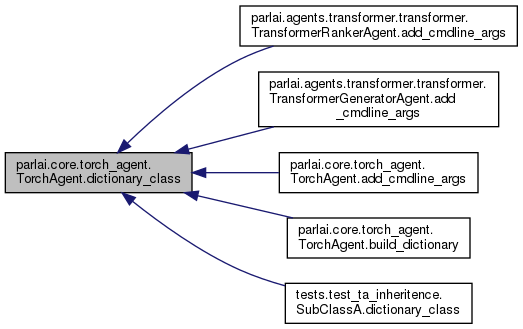 parlai.agents.transformer.transformer.
TransformerRankerAgent.add_cmdline_args
parlai.agents.transformer.transformer.
TransformerGeneratorAgent.add
_cmdline_args
parlai.core.torch_agent.
TorchAgent.dictionary_class
parlai.core.torch_agent.
TorchAgent.add_cmdline_args
parlai.core.torch_agent.
TorchAgent.build_dictionary
tests.test_ta_inheritence.
SubClassA.dictionary_class